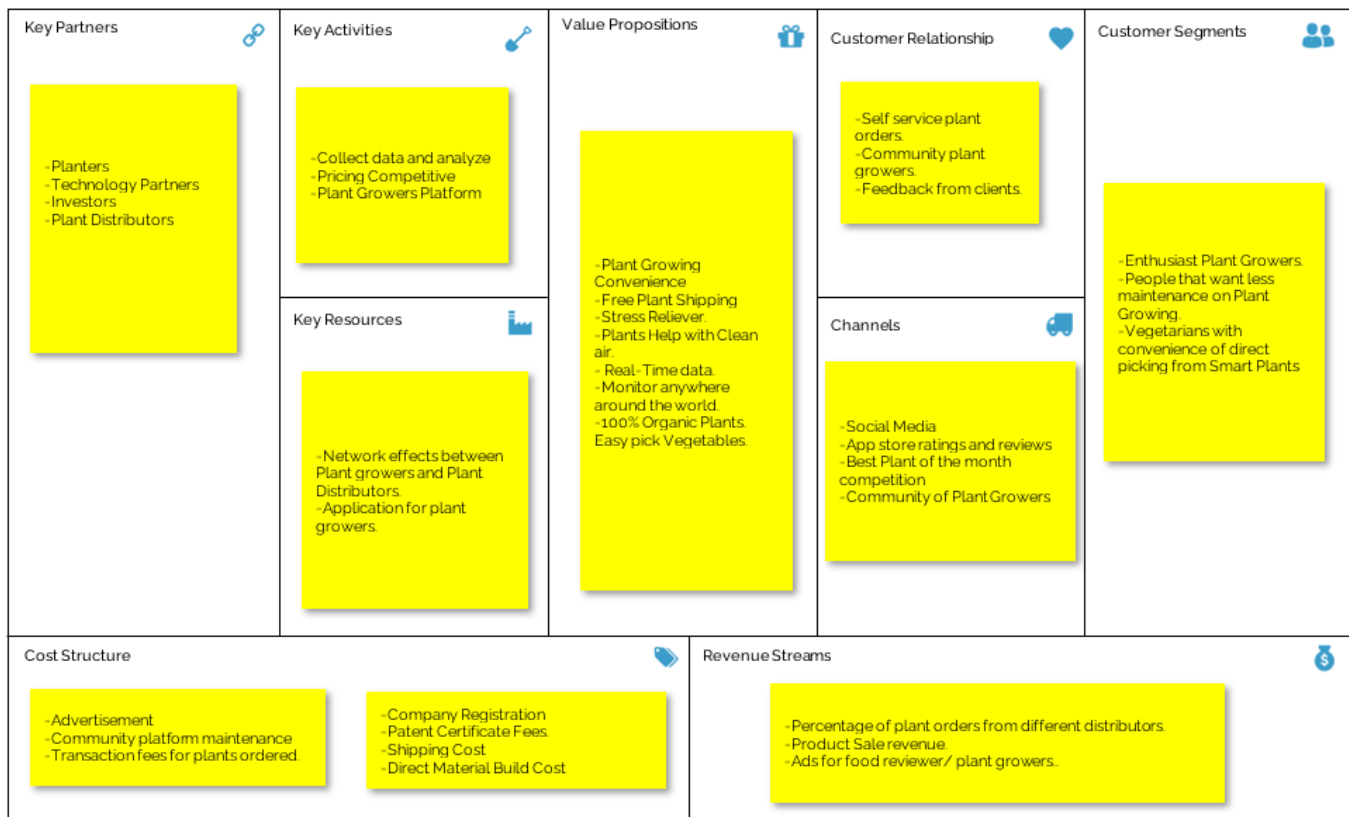 Key Partners
-Planters
-Technology Partners
-Investors
-Plant Distributors
Key Activities
-Collect data and analyze
-Pricing Competitive
-Plant Growers Platform
Key Resources
-Network effects between
Plant growers and Plant
Distributors.
-Application for plant
growers.
Value Propositions
-Plant Growing
Convenience
-Free Plant Shipping
-Stress Reliever.
-Plants Help with Clean
air.
- Real-Time data.
-Monitor anywhere
around the world.
-100% Organic Plants.
Easy pick Vegetables.
Customer Relationship
-Self service plant
orders.
-Community plant
growers.
-Feedback from clients.
Channels
-Social Media
-App store ratings and reviews
-Best Plant of the month
competition
-Community of Plant Growers
Customer Segments
-Enthusiast Plant Growers.
-People that want less
maintenance on Plant
Growing.
-Vegetarians with
convenience of direct
picking from Smart Plants
Cost Structure
-Advertisement
-Community platform maintenance
-Transaction fees for plants ordered.
-Company Registration
-Patent Certificate Fees.
-Shipping Cost
-Direct Material Build Cost
Revenue Streams
$
-Percentage of plant orders from different distributors.
-Product Sale revenue.
-Ads for food reviewer/ plant growers..